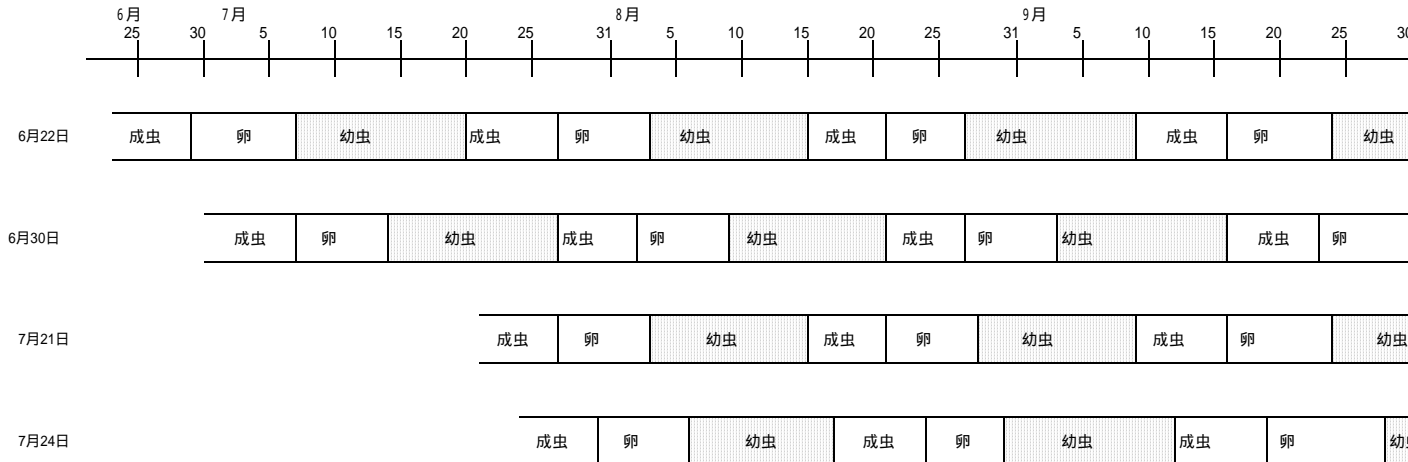 6月 7月 8月 9月
25 30 5 10 15 20 25 31 5 10 15 20 25 31 5 10 15 20 25 30
6月22日 成虫 卵 幼虫 成虫 卵 幼虫 成虫 卵 幼虫 成虫 卵 幼虫
6月30日 成虫 卵 幼虫 成虫 卵 幼虫 成虫 卵 幼虫 成虫 卵
7月21日 成虫 卵 幼虫 成虫 卵 幼虫 成虫 卵 幼虫
7月24日 成虫 卵 幼虫 成虫 卵 幼虫 成虫 卵 幼虫